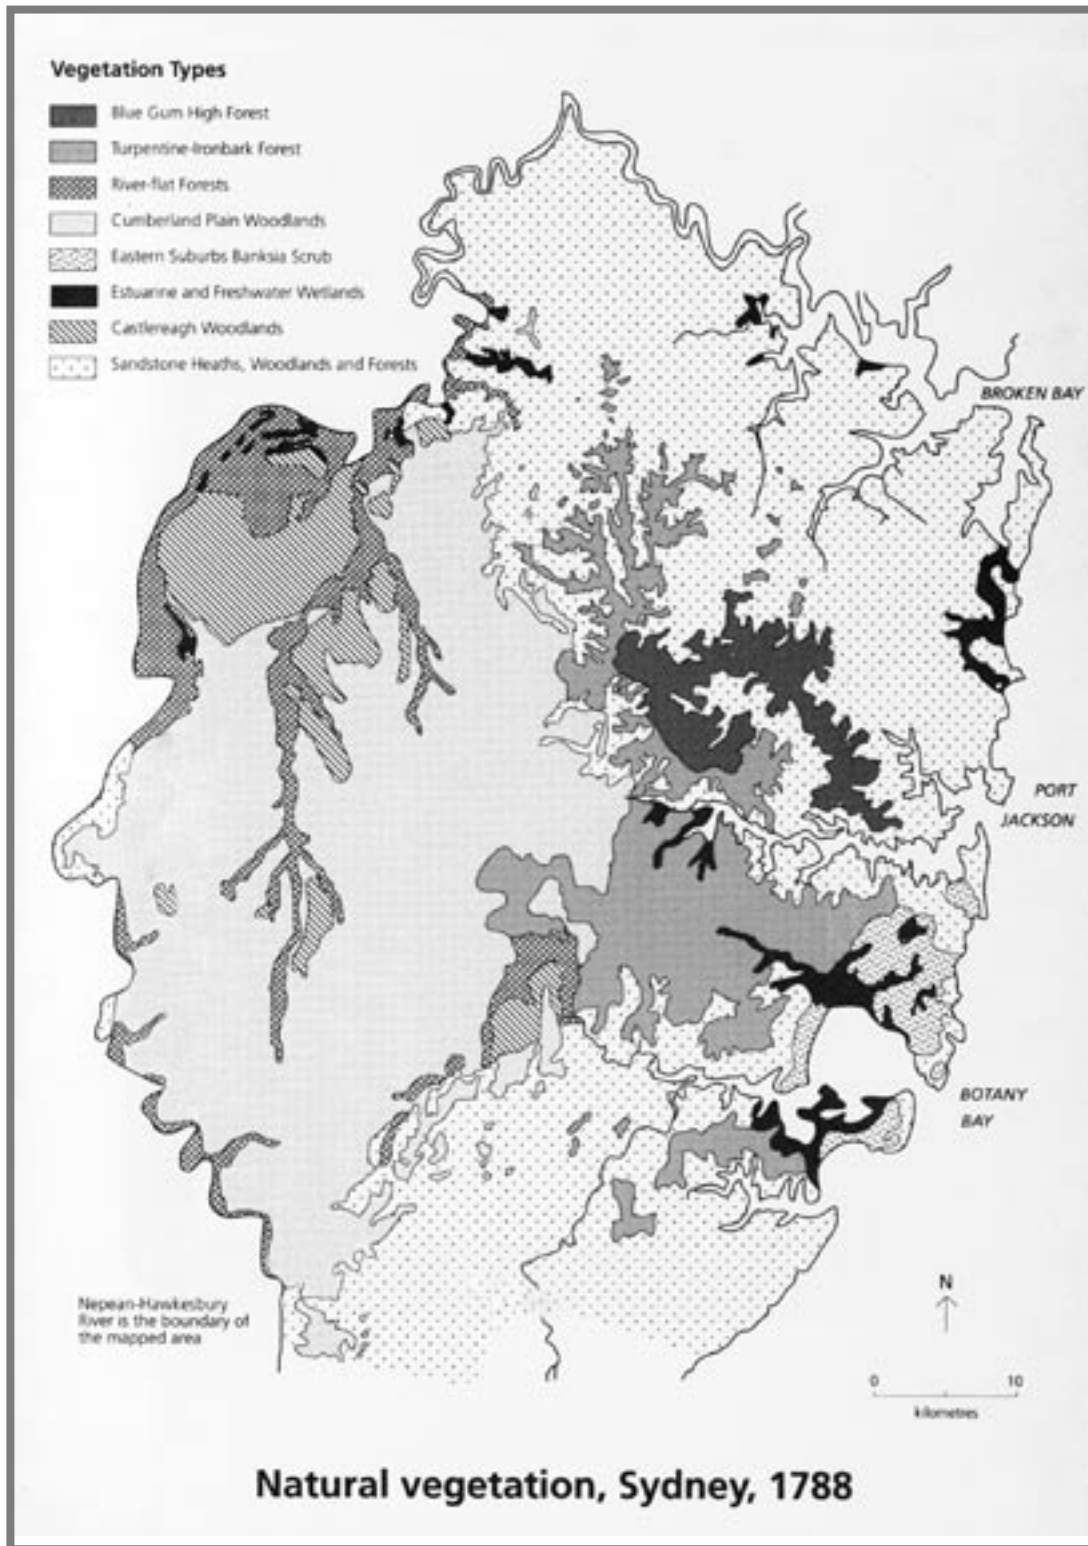 Vegetation Types
Blue Gum High Forest
Turpentine-Ironbark Forest
River-flat Forests
Cumberland Plain Woodlands
Eastern Suburbs Banksia Scrub
Estuarine and Freshwater Wetlands
Castlereagh Woodlands
Sandstone Heaths, Woodlands and Forests
BROKEN BAY
PORT
JACKSON
BOTANY
BAY
Nepean-Hawkesbury
River is the boundary of
the mapped area
N
0 10
kilometres
Natural vegetation, Sydney, 1788